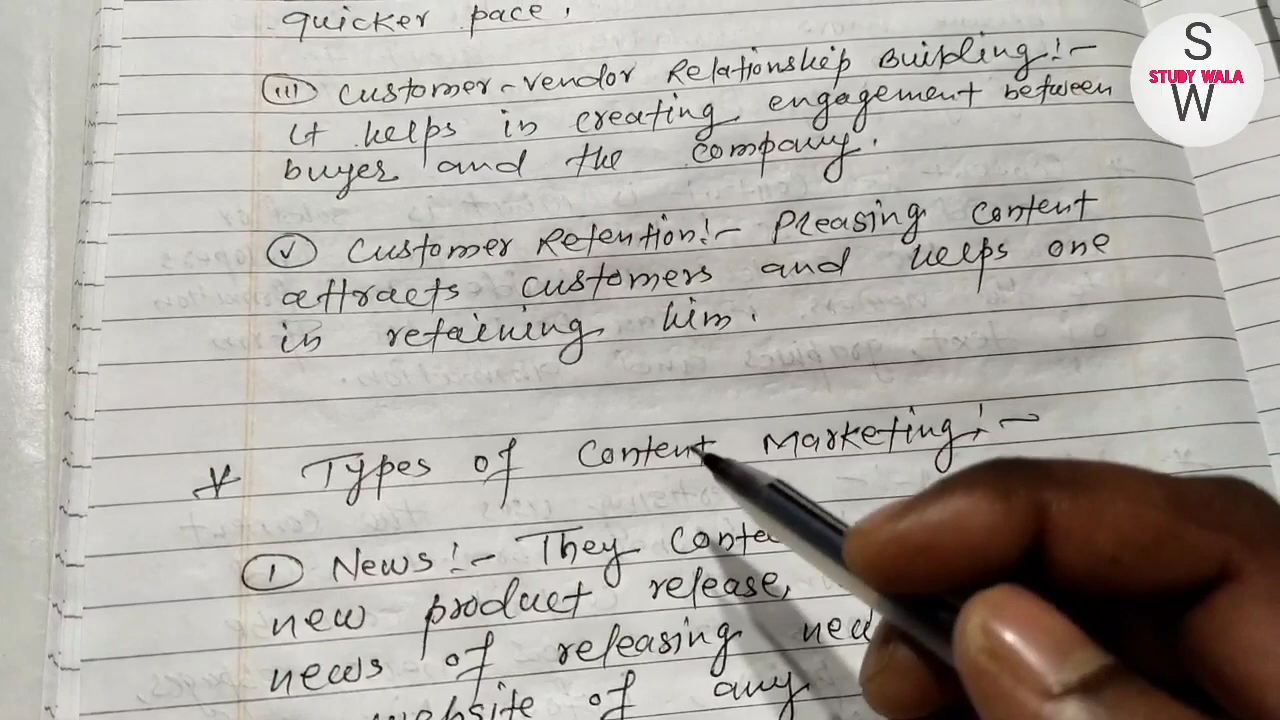 quicker pace.
(iii) Customer-vendor Relationship Building:-
it helps in creating engagement between
buyer and the company.
(v) Customer Retention:- Pleasing content
attracts customers and helps one
in retaining him.
* Types of Content Marketing:-
(1) News:- They
new product release,
news of releasing new
website of any
S
STUDY WALA
W